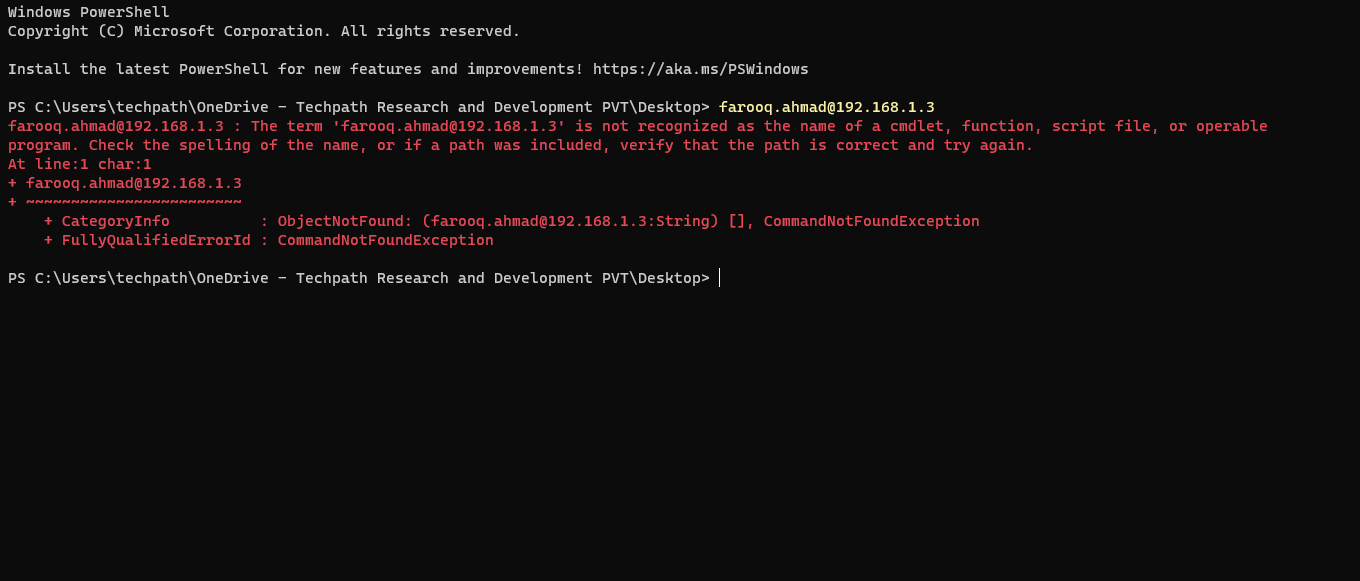 Windows PowerShell
Copyright (C) Microsoft Corporation. All rights reserved.
Install the latest PowerShell for new features and improvements! https://aka.ms/PSWindows
PS C:\Users\techpath\OneDrive - Techpath Research and Development PVT\Desktop> farooq.ahmad@192.168.1.3
farooq.ahmad@192.168.1.3 : The term 'farooq.ahmad@192.168.1.3' is not recognized as the name of a cmdlet, function, script file, or operable
program. Check the spelling of the name, or if a path was included, verify that the path is correct and try again.
At line:1 char:1
+ farooq.ahmad@192.168.1.3
+ ~~~~~~~~~~~~~~~~~~~~~~~~
    + CategoryInfo          : ObjectNotFound: (farooq.ahmad@192.168.1.3:String) [], CommandNotFoundException
    + FullyQualifiedErrorId : CommandNotFoundException
PS C:\Users\techpath\OneDrive - Techpath Research and Development PVT\Desktop>